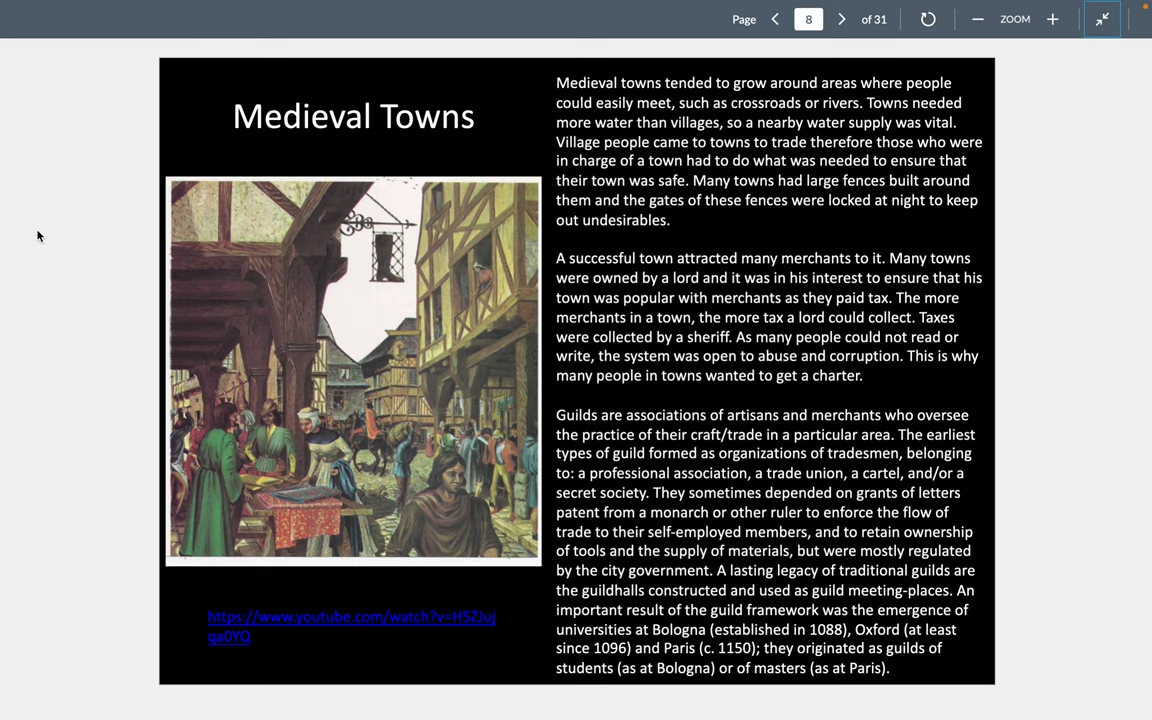 Page 8 of 31 ZOOM
Medieval Towns
https://www.youtube.com/watch?v=H5ZJuj
qa0YQ
Medieval towns tended to grow around areas where people
could easily meet, such as crossroads or rivers. Towns needed
more water than villages, so a nearby water supply was vital.
Village people came to towns to trade therefore those who were
in charge of a town had to do what was needed to ensure that
their town was safe. Many towns had large fences built around
them and the gates of these fences were locked at night to keep
out undesirables.
A successful town attracted many merchants to it. Many towns
were owned by a lord and it was in his interest to ensure that his
town was popular with merchants as they paid tax. The more
merchants in a town, the more tax a lord could collect. Taxes
were collected by a sheriff. As many people could not read or
write, the system was open to abuse and corruption. This is why
many people in towns wanted to get a charter.
Guilds are associations of artisans and merchants who oversee
the practice of their craft/trade in a particular area. The earliest
types of guild formed as organizations of tradesmen, belonging
to: a professional association, a trade union, a cartel, and/or a
secret society. They sometimes depended on grants of letters
patent from a monarch or other ruler to enforce the flow of
trade to their self-employed members, and to retain ownership
of tools and the supply of materials, but were mostly regulated
by the city government. A lasting legacy of traditional guilds are
the guildhalls constructed and used as guild meeting-places. An
important result of the guild framework was the emergence of
universities at Bologna (established in 1088), Oxford (at least
since 1096) and Paris (c. 1150); they originated as guilds of
students (as at Bologna) or of masters (as at Paris).